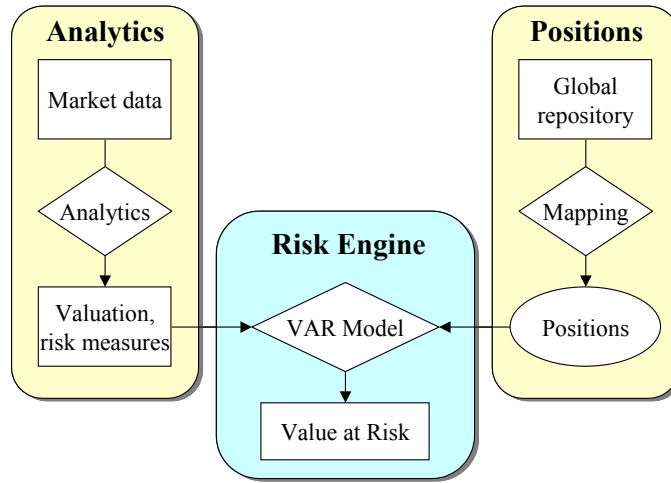 Analytics
Market data
Analytics
Valuation,
risk measures
Risk Engine
VAR Model
Value at Risk
Positions
Global
repository
Mapping
Positions